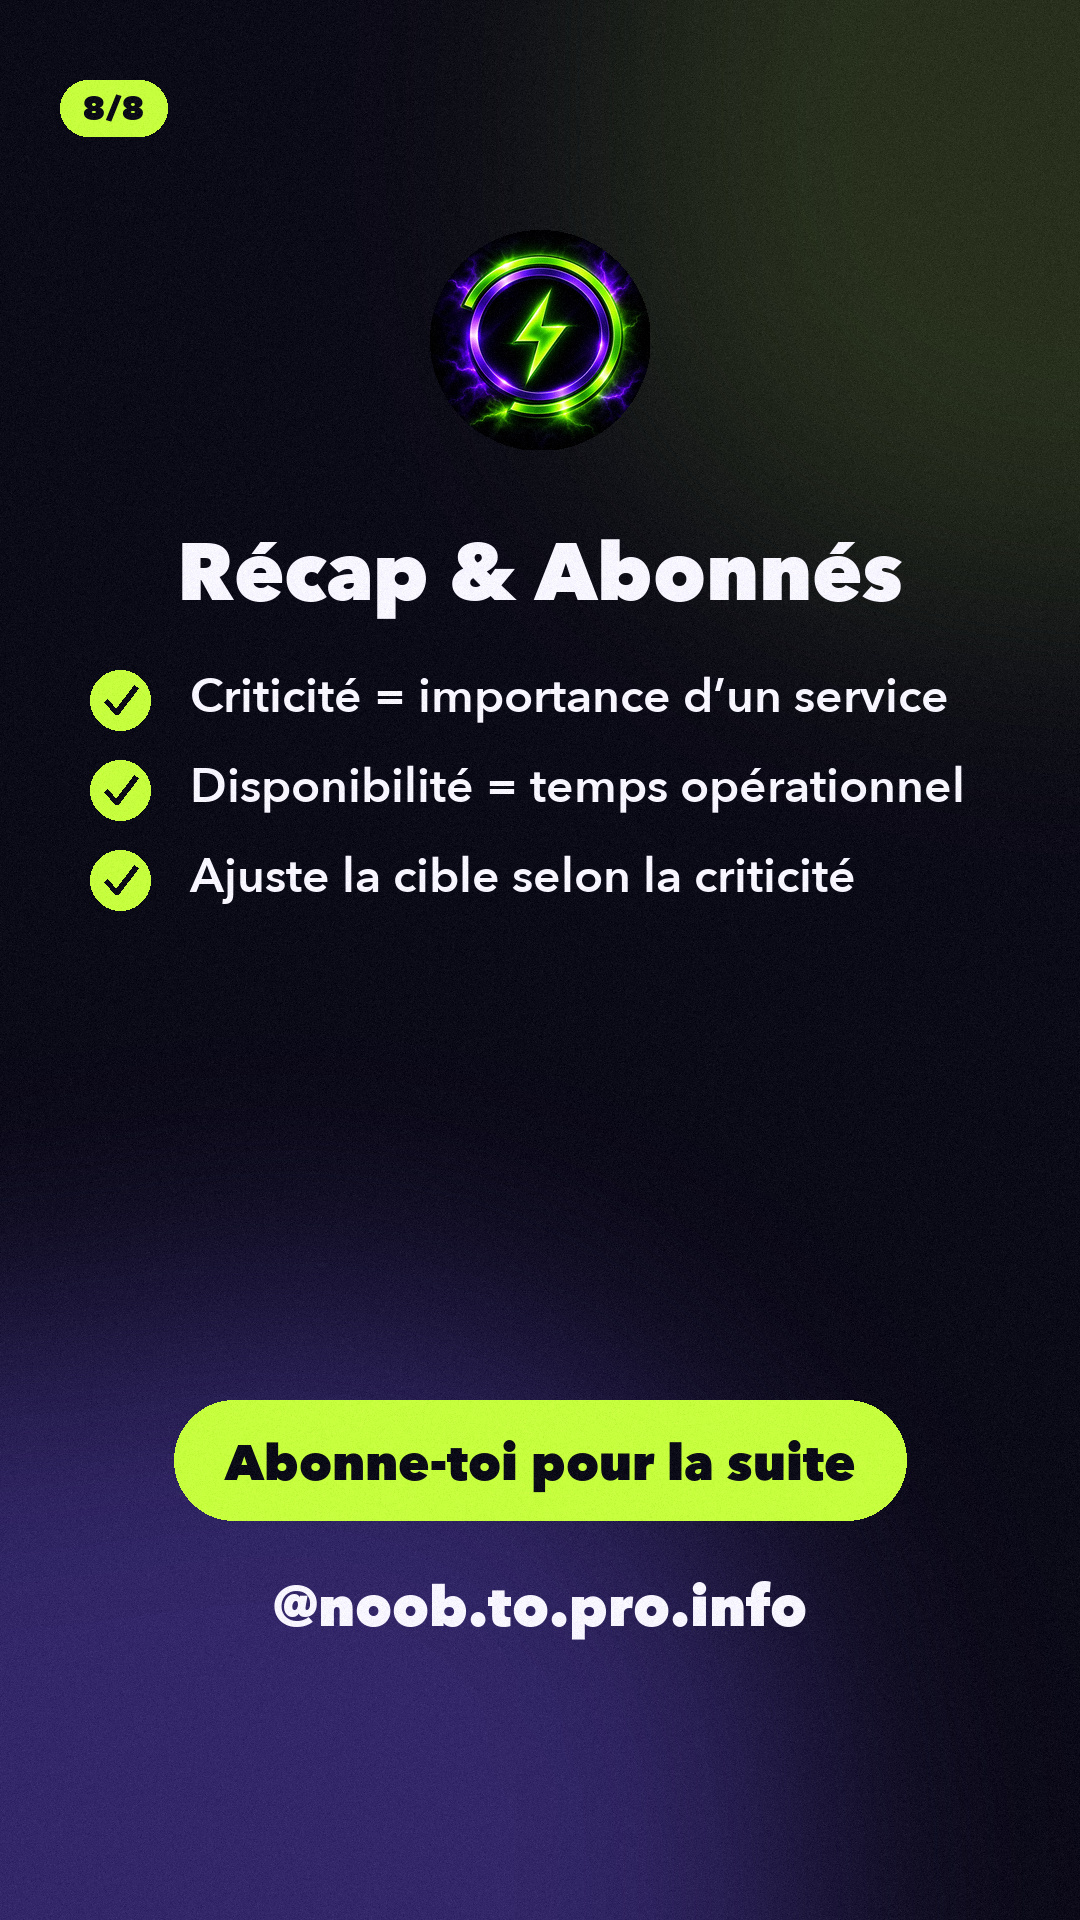 8/8
Récap & Abonnés
Criticité = importance d’un service
Disponibilité = temps opérationnel
Ajuste la cible selon la criticité
Abonne-toi pour la suite
@noob.to.pro.info